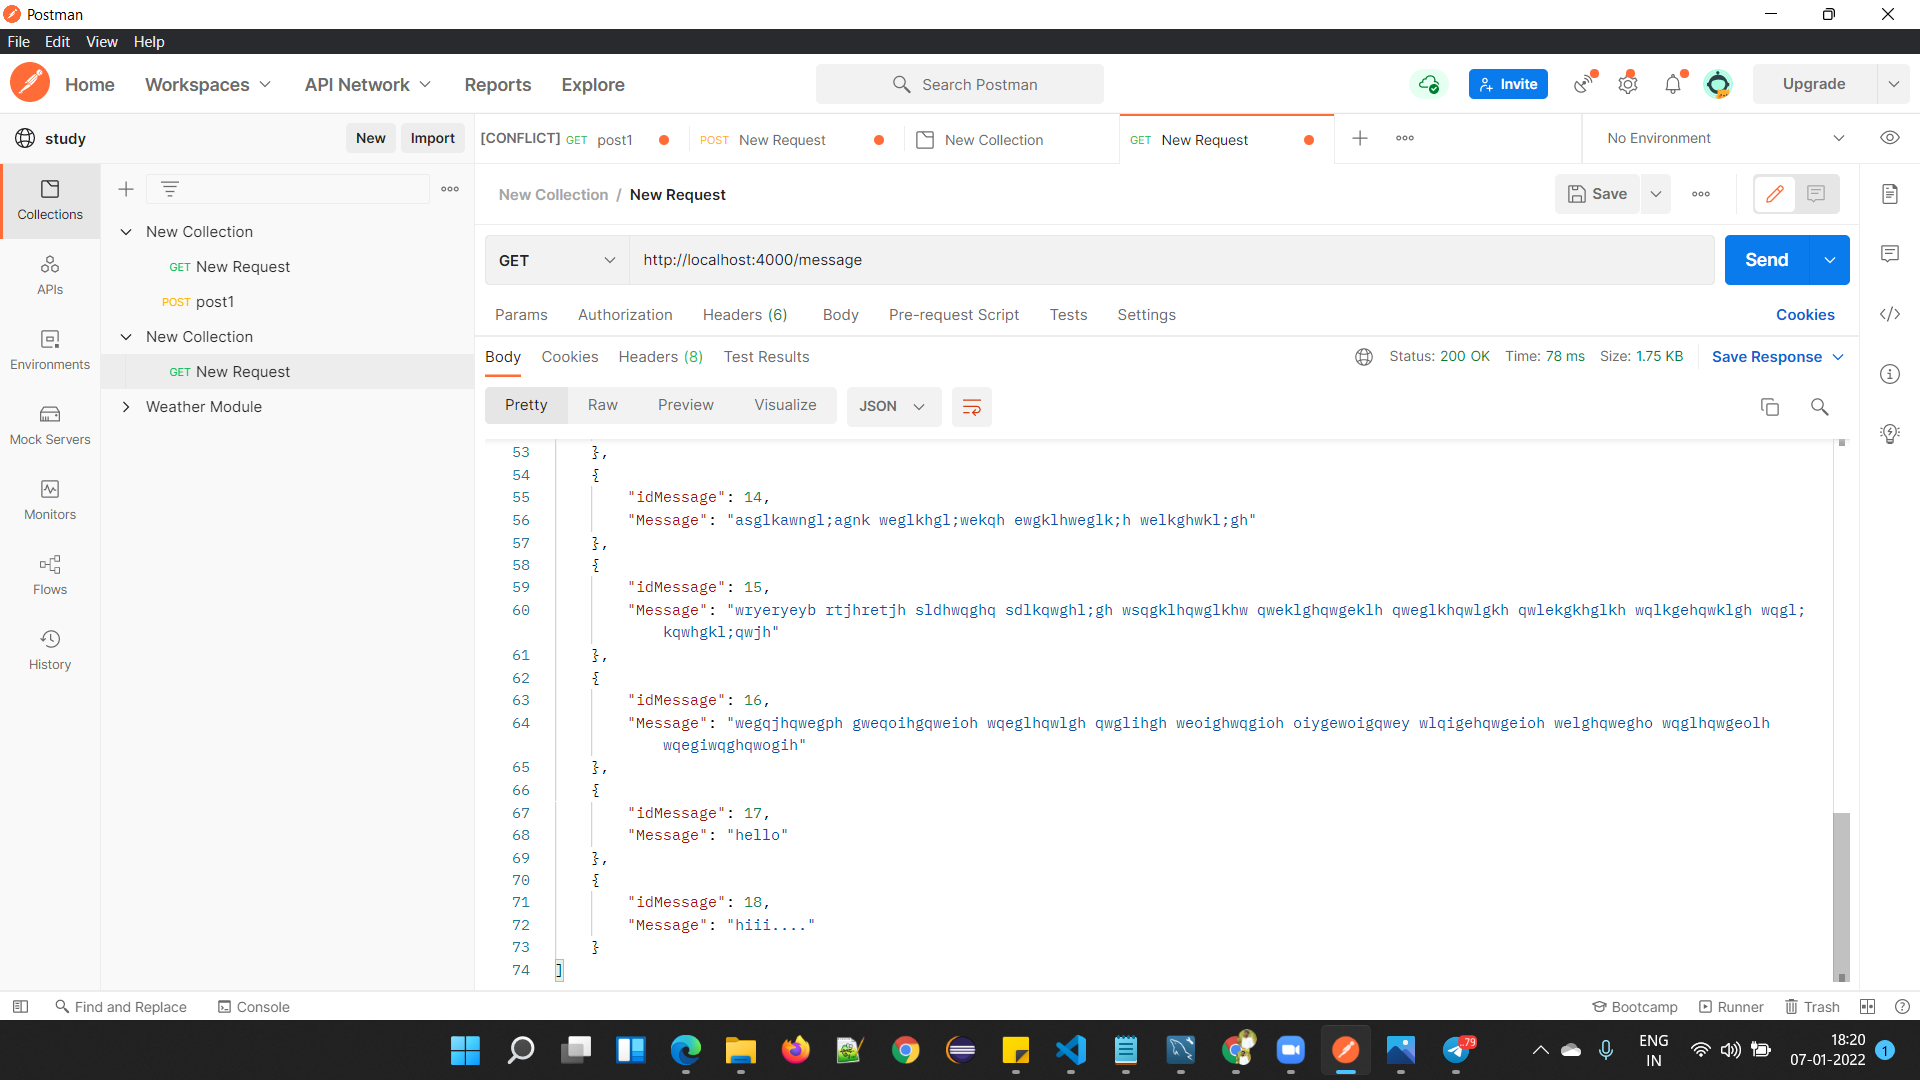 Postman
File Edit View Help
Home Workspaces API Network Reports Explore Search Postman Invite Upgrade
study New Import [CONFLICT] GET post1 POST New Request New Collection GET New Request No Environment
New Collection / New Request Save
Collections
APIs
Environments
Mock Servers
Monitors
Flows
History
New Collection
GET New Request
POST post1
New Collection
GET New Request
Weather Module
GET http://localhost:4000/message Send
Params Authorization Headers (6) Body Pre-request Script Tests Settings Cookies
Body Cookies Headers (8) Test Results Status: 200 OK Time: 78 ms Size: 1.75 KB Save Response
Pretty Raw Preview Visualize JSON
53 },
54 {
55 "idMessage": 14,
56 "Message": "asglkawngl;agnk weglkhgl;wekqh ewgklhweglk;h welkghwkl;gh"
57 },
58 {
59 "idMessage": 15,
60 "Message": "wryeryeyb rtjhretjh sldhwqghq sdlkqwghl;gh wsqgklhqwglkhw qweklghqwgeklh qweglkhqwlgkh qwlekgkhglkh wqlkgehqwklgh wqgl;
kqwhgkl;qwjh"
61 },
62 {
63 "idMessage": 16,
64 "Message": "wegqjhqwegph gweqoihgqweioh wqeglhqwlgh qwglihgh weoighwqgioh oiygewoigqwey wlqigehqwgeioh welghqwegho wqglhqwgeolh
wqegiwqghqwogih"
65 },
66 {
67 "idMessage": 17,
68 "Message": "hello"
69 },
70 {
71 "idMessage": 18,
72 "Message": "hiii...."
73 }
74 ]
Find and Replace Console Bootcamp Runner Trash
79
ENG
IN
18:20
07-01-2022
1